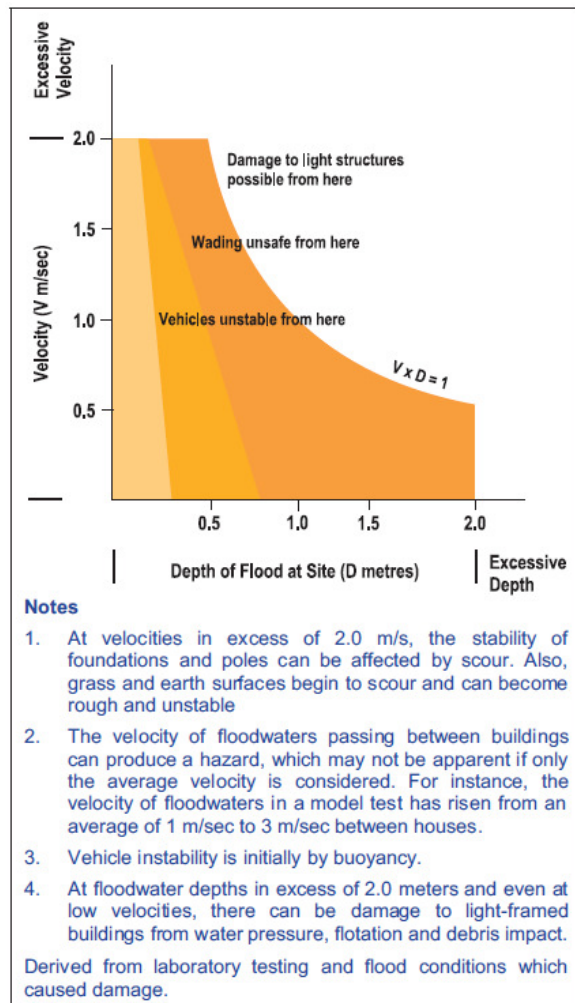 Excessive
Velocity
2.0
Damage to light structures
possible from here
1.5
Wading unsafe from here
Velocity (V m/sec)
1.0
Vehicles unstable from here
V x D = 1
0.5
0.5
1.0
1.5
2.0
Depth of Flood at Site (D metres)
Excessive
Depth
Notes
1. At velocities in excess of 2.0 m/s, the stability of
foundations and poles can be affected by scour. Also,
grass and earth surfaces begin to scour and can become
rough and unstable
2. The velocity of floodwaters passing between buildings
can produce a hazard, which may not be apparent if only
the average velocity is considered. For instance, the
velocity of floodwaters in a model test has risen from an
average of 1 m/sec to 3 m/sec between houses.
3. Vehicle instability is initially by buoyancy.
4. At floodwater depths in excess of 2.0 meters and even at
low velocities, there can be damage to light-framed
buildings from water pressure, flotation and debris impact.
Derived from laboratory testing and flood conditions which
caused damage.